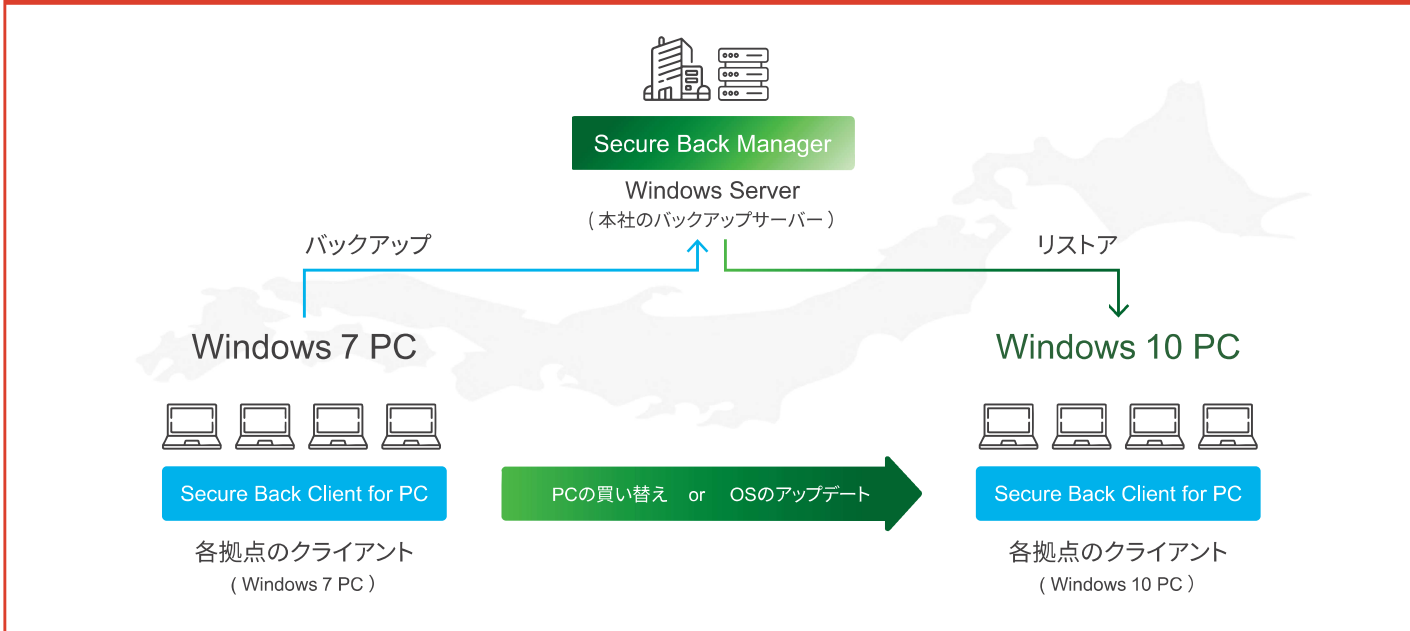 Secure Back Manager
Windows Server
( 本社のバックアップサーバー )
バックアップ
リストア
Windows 7 PC
Windows 10 PC
Secure Back Client for PC
PCの買い替え or OSのアップデート
Secure Back Client for PC
各拠点のクライアント
( Windows 7 PC )
各拠点のクライアント
( Windows 10 PC )